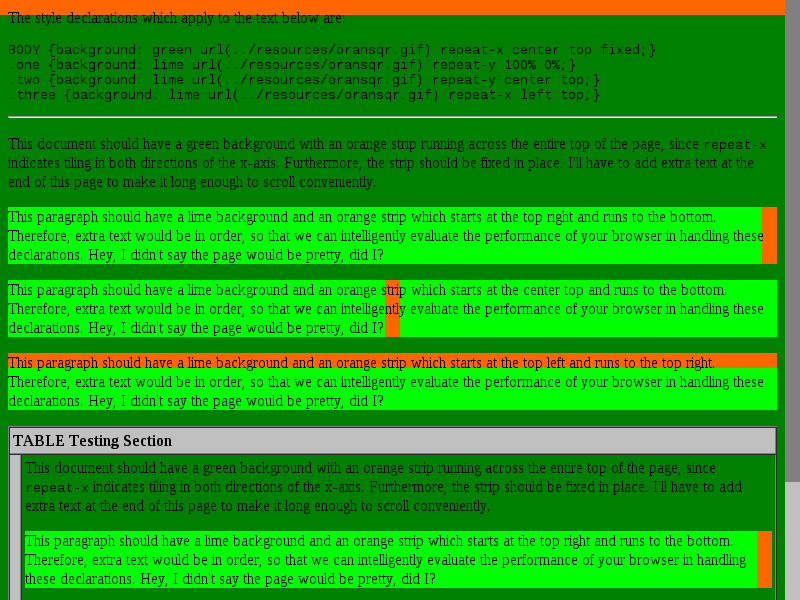 The style declarations which apply to the text below are:
BODY {background: green url(../resources/oransqr.gif) repeat-x center top fixed;}
.one {background: lime url(../resources/oransqr.gif) repeat-y 100% 0%;}
.two {background: lime url(../resources/oransqr.gif) repeat-y center top;}
.three {background: lime url(../resources/oransqr.gif) repeat-x left top;}
This document should have a green background with an orange strip running across the entire top of the page, since repeat-x
indicates tiling in both directions of the x-axis. Furthermore, the strip should be fixed in place. I'll have to add extra text at the
end of this page to make it long enough to scroll conveniently.
This paragraph should have a lime background and an orange strip which starts at the top right and runs to the bottom.
Therefore, extra text would be in order, so that we can intelligently evaluate the performance of your browser in handling these
declarations. Hey, I didn't say the page would be pretty, did I?
This paragraph should have a lime background and an orange strip which starts at the center top and runs to the bottom.
Therefore, extra text would be in order, so that we can intelligently evaluate the performance of your browser in handling these
declarations. Hey, I didn't say the page would be pretty, did I?
This paragraph should have a lime background and an orange strip which starts at the top left and runs to the top right.
Therefore, extra text would be in order, so that we can intelligently evaluate the performance of your browser in handling these
declarations. Hey, I didn't say the page would be pretty, did I?
TABLE Testing Section
This document should have a green background with an orange strip running across the entire top of the page, since
repeat-x indicates tiling in both directions of the x-axis. Furthermore, the strip should be fixed in place. I'll have to add
extra text at the end of this page to make it long enough to scroll conveniently.
This paragraph should have a lime background and an orange strip which starts at the top right and runs to the bottom.
Therefore, extra text would be in order, so that we can intelligently evaluate the performance of your browser in handling
these declarations. Hey, I didn't say the page would be pretty, did I?